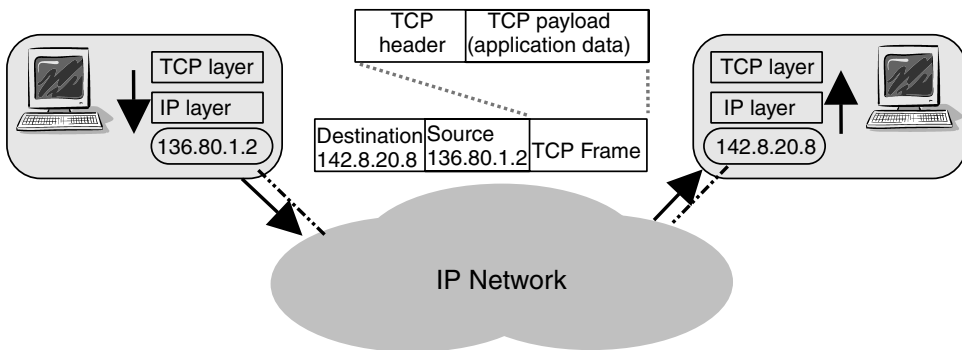 TCP header
TCP payload (application data)
TCP layer
IP layer
136.80.1.2
Destination 142.8.20.8
Source 136.80.1.2
TCP Frame
TCP layer
IP layer
142.8.20.8
IP Network